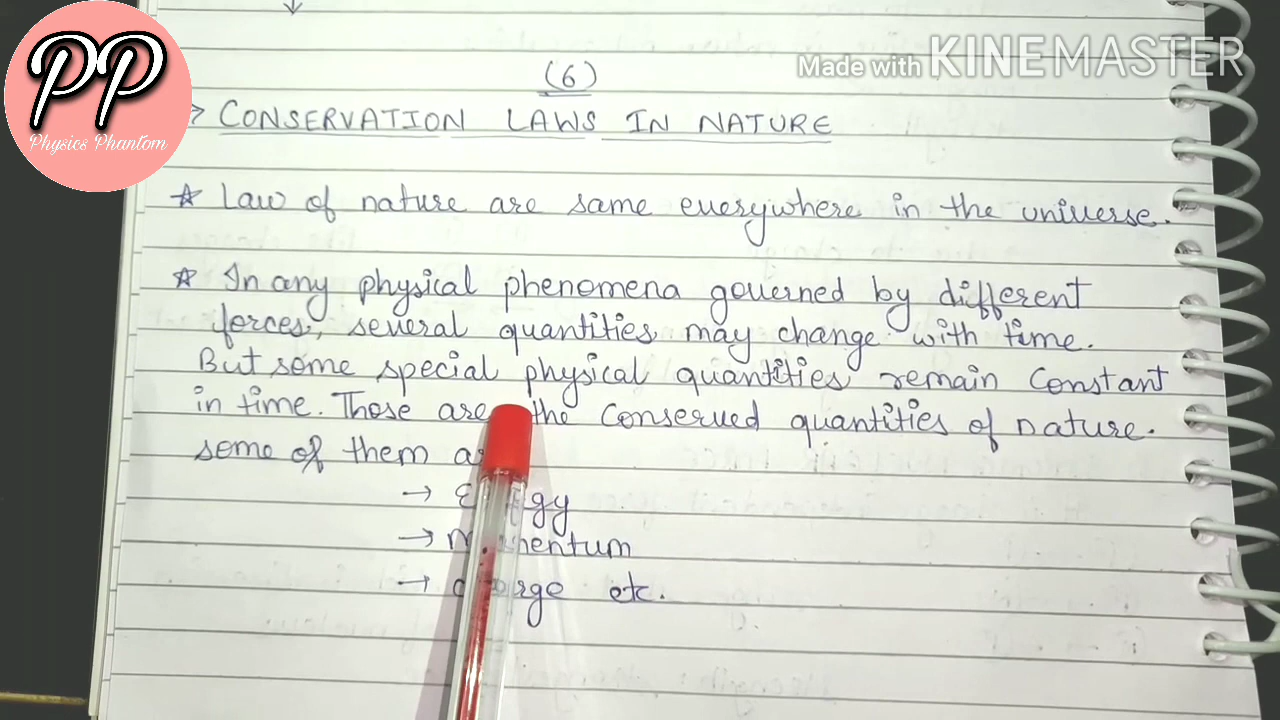 PP
Physics Phantom
Made with KINEMASTER
(6)
→ CONSERVATION LAWS IN NATURE
☆ Law of nature are same everywhere in the universe.
☆ In any physical phenomena governed by different
forces, several quantities may change with time.
But some special physical quantities remain constant
in time. Those are the conserved quantities of nature.
some of them
→
→
→ etc.